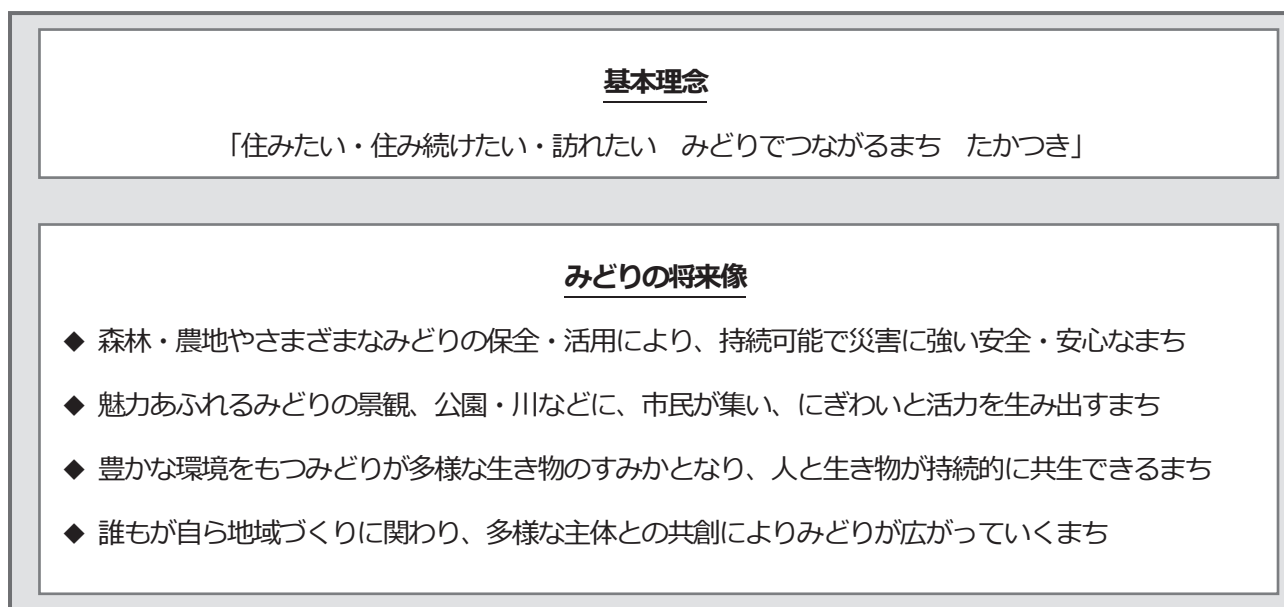 基本理念
「住みたい・住み続けたい・訪れたい　みどりでつながるまち　たかつき」
みどりの将来像
◆ 森林・農地やさまざまなみどりの保全・活用により、持続可能で災害に強い安全・安心なまち
◆ 魅力あふれるみどりの景観、公園・川などに、市民が集い、にぎわいと活力を生み出すまち
◆ 豊かな環境をもつみどりが多様な生き物のすみかとなり、人と生き物が持続的に共生できるまち
◆ 誰もが自ら地域づくりに関わり、多様な主体との共創によりみどりが広がっていくまち